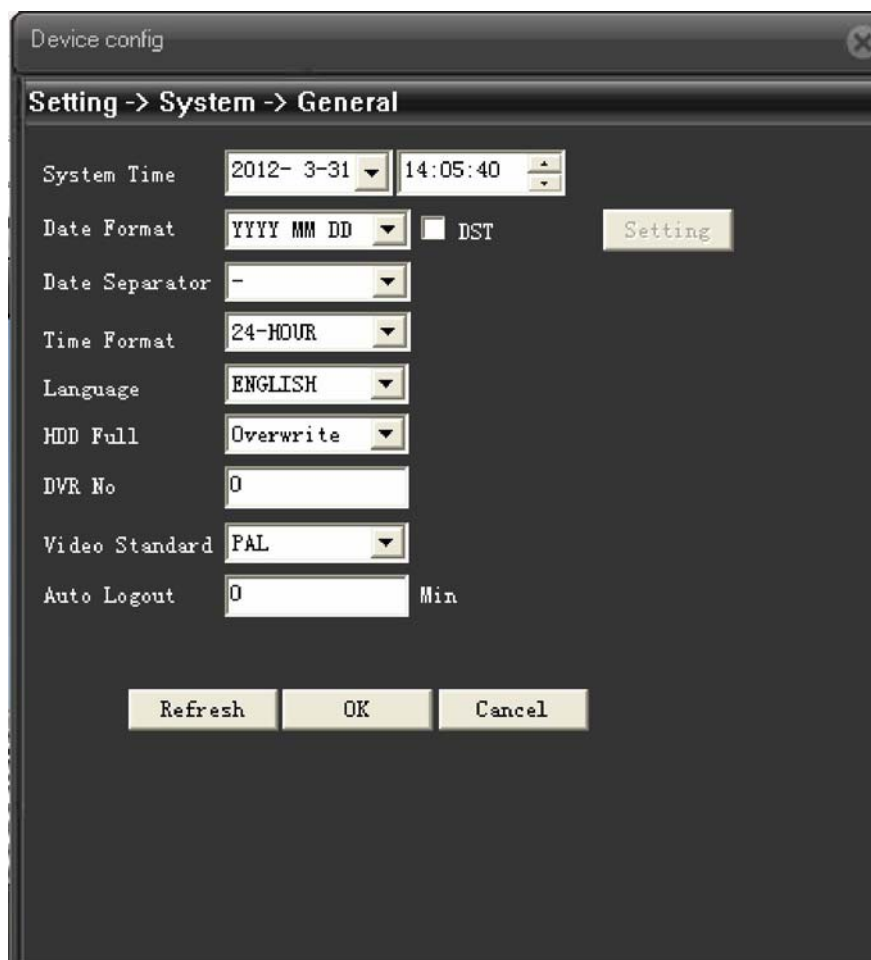 Device config
Setting -> System -> General
System Time 2012- 3-31 14:05:40
Date Format YYYY MM DD DST Setting
Date Separator -
Time Format 24-HOUR
Language ENGLISH
HDD Full Overwrite
DVR No 0
Video Standard PAL
Auto Logout 0 Min
Refresh OK Cancel